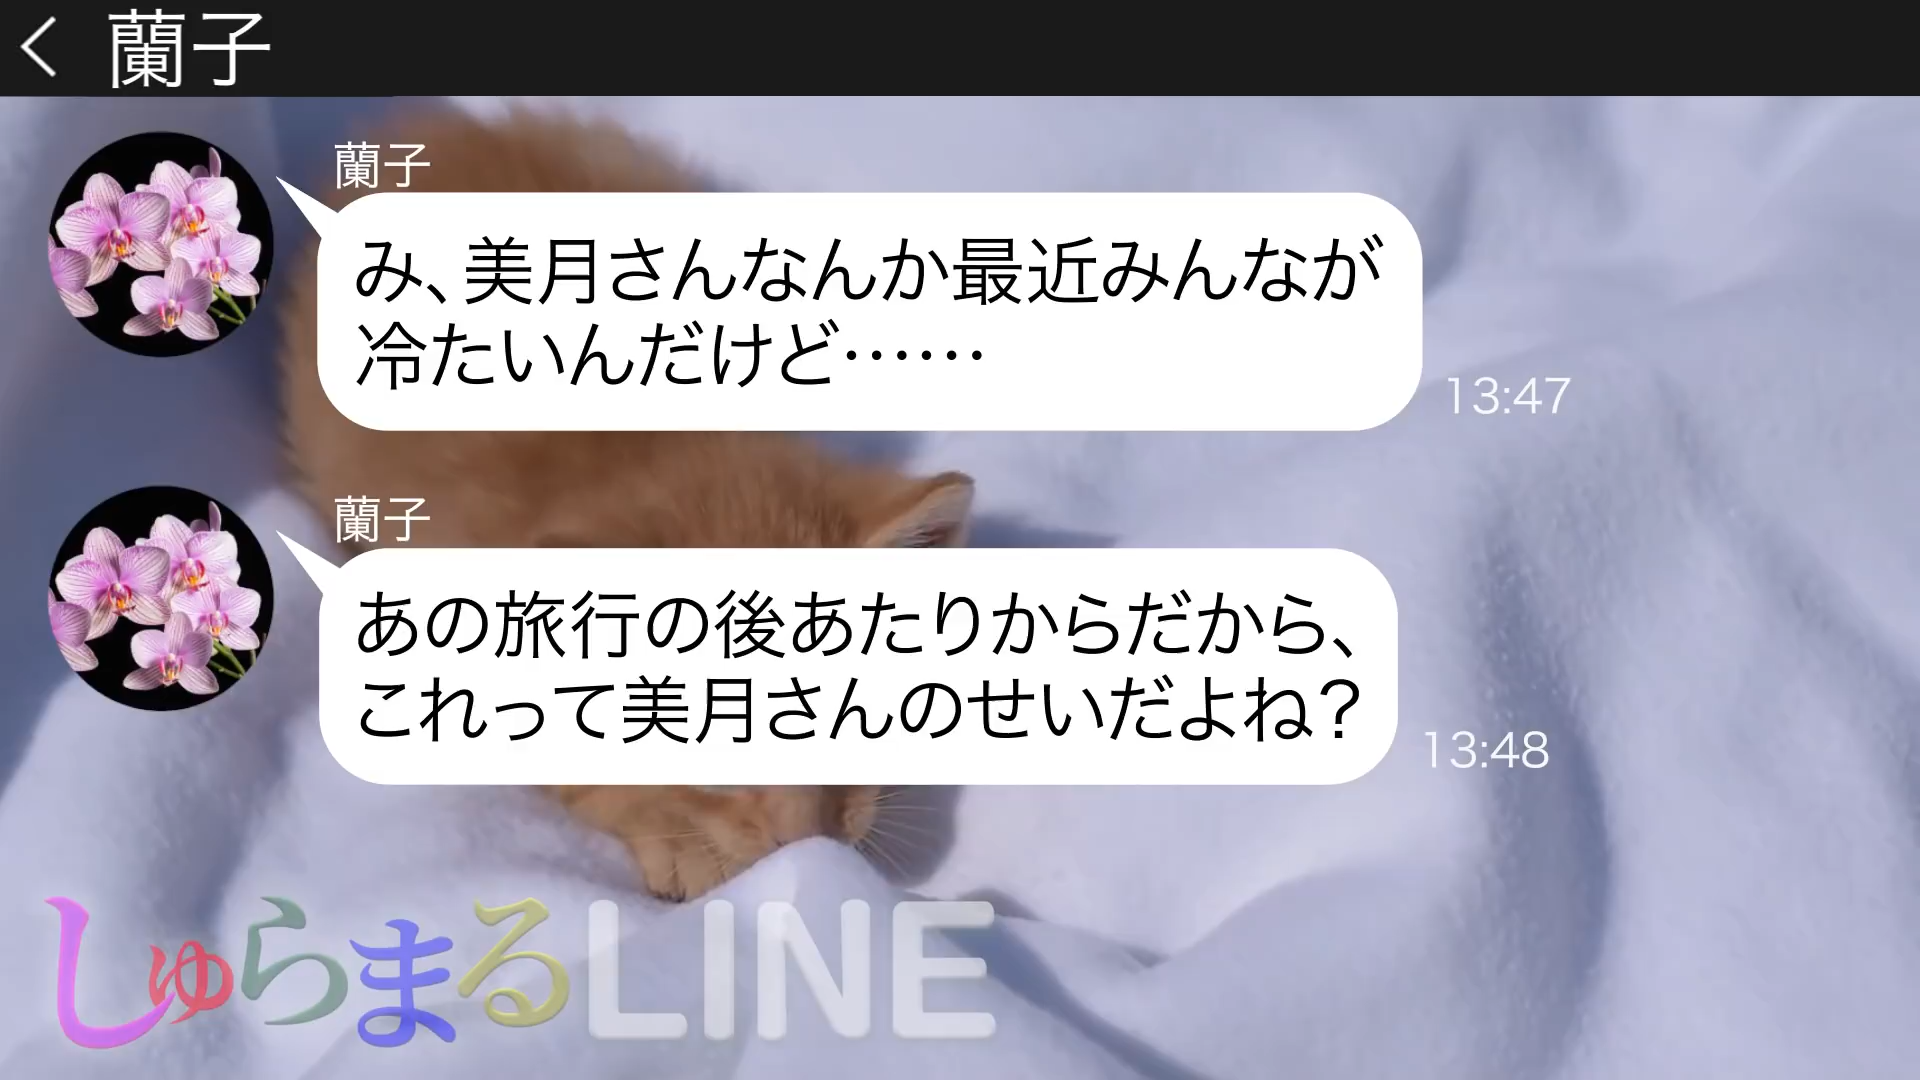 蘭子
蘭子
み、美月さんなんか最近みんなが
冷たいんだけど……
13:47
蘭子
あの旅行の後あたりからだから、
これって美月さんのせいだよね？
13:48
しゅらまるLINE